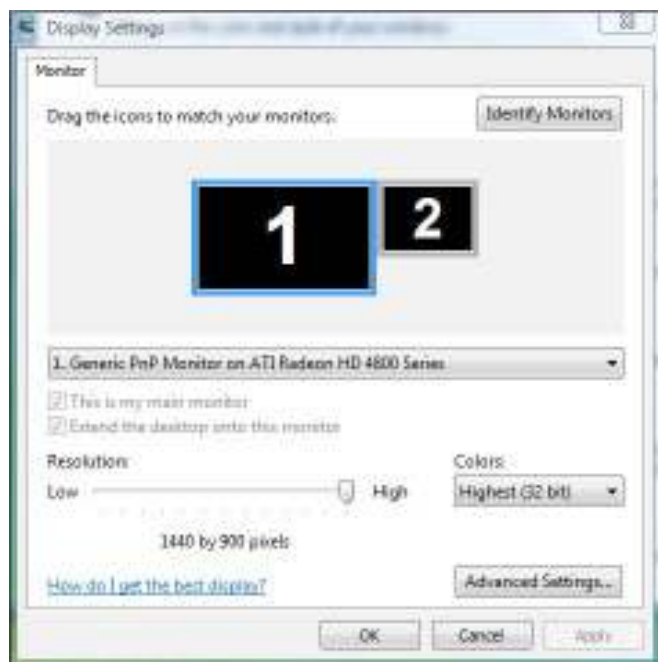 Display Settings
Monitor
Drag the icons to match your monitors.
Identify Monitors
1
2
1. Generic PnP Monitor on ATI Radeon HD 4800 Series
This is my main monitor
Extend the desktop onto this monitor
Resolution:
Colors:
Low
High
Highest (32 bit)
1440 by 900 pixels
How do I get the best display?
Advanced Settings...
OK
Cancel
Apply